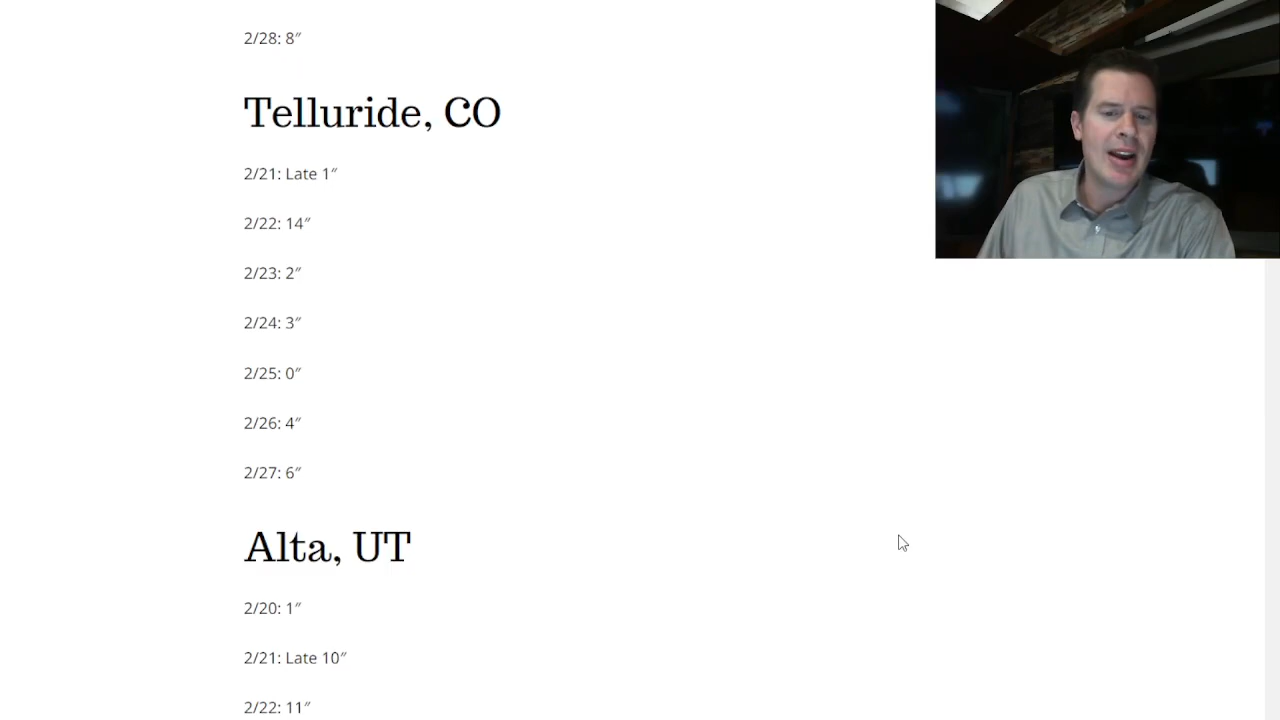 2/28: 8″
Telluride, CO
2/21: Late 1″
2/22: 14″
2/23: 2″
2/24: 3″
2/25: 0″
2/26: 4″
2/27: 6″
Alta, UT
2/20: 1″
2/21: Late 10″
2/22: 11″